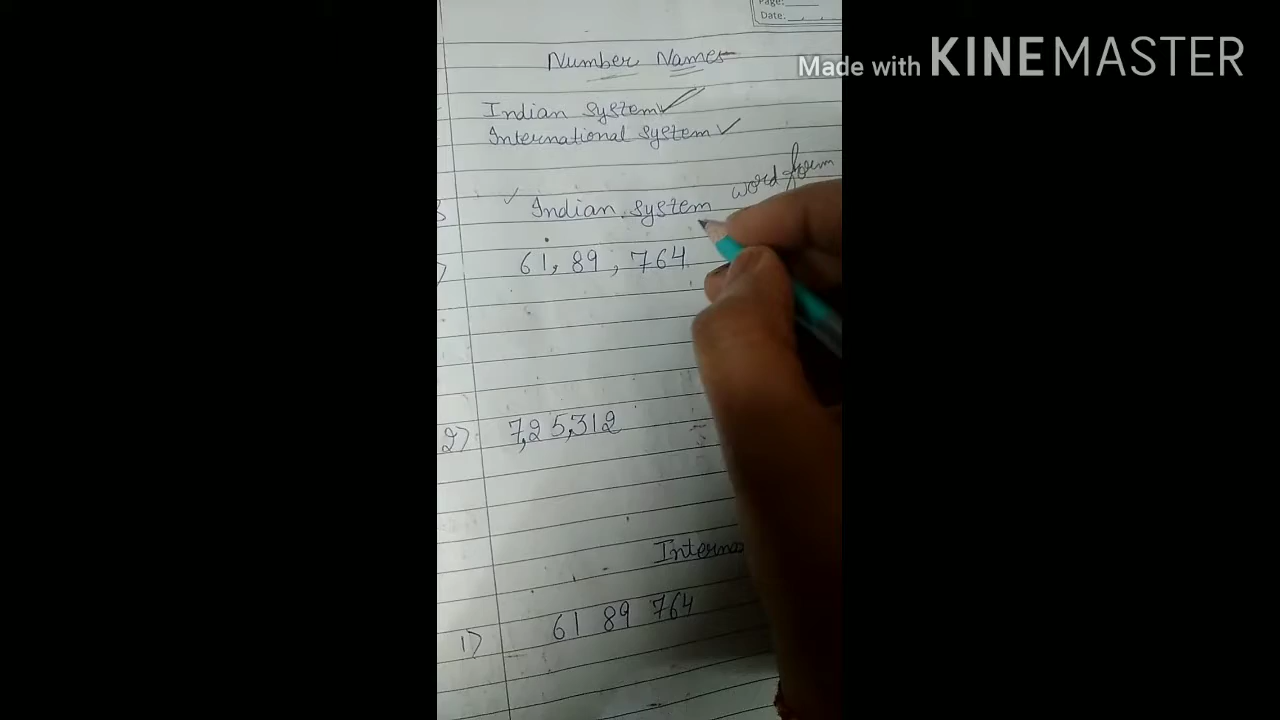 Page:
Date:
Made with KINEMASTER
Number Names
Indian System
International System
word form
Indian System
61, 89, 764
2) 7,25,312
1) 61 89 764